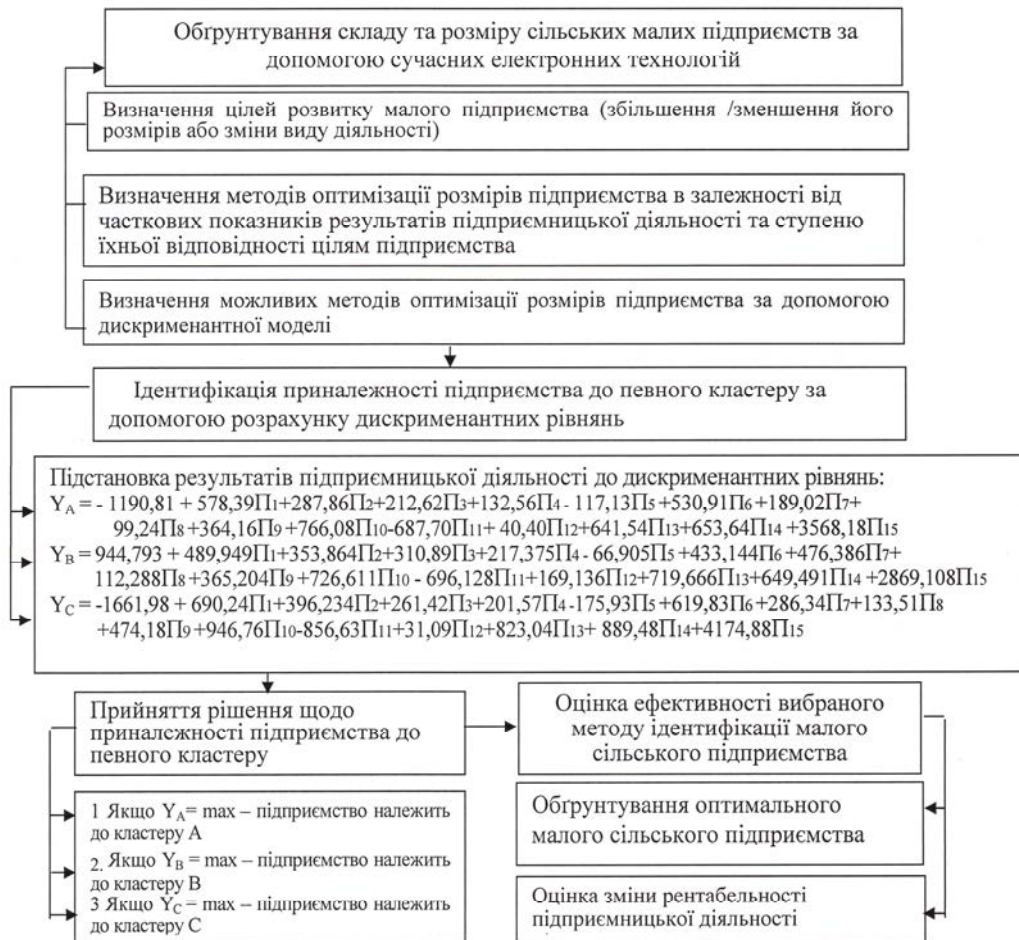 Обґрунтування складу та розміру сільських малих підприємств за
допомогою сучасних електронних технологій
Визначення цілей розвитку малого підприємства (збільшення /зменшення його
розмірів або зміни виду діяльності)
Визначення методів оптимізації розмірів підприємства в залежності від
часткових показників результатів підприємницької діяльності та ступеню
їхньої відповідності цілям підприємства
Визначення можливих методів оптимізації розмірів підприємства за допомогою
дискримeнантної моделі
Ідентифікація приналежності підприємства до певного кластеру за
допомогою розрахунку дискримeнантних рівнянь
Підстановка результатів підприємницької діяльності до дискримeнантних рівнянь:
Y_A = - 1190,81 + 578,39П1+287,86П2+212,62П3+132,56П4 - 117,13П5 +530,91П6 +189,02П7+
99,24П8 +364,16П9 +766,08П10-687,70П11+ 40,40П12+641,54П13+653,64П14 +3568,18П15
Y_B = 944,793 + 489,949П1+353,864П2+310,89П3+217,375П4 - 66,905П5 +433,144П6 +476,386П7+
112,288П8 +365,204П9 +726,611П10 - 696,128П11+169,136П12+719,666П13+649,491П14 +2869,108П15
Y_C = -1661,98 + 690,24П1+396,234П2+261,42П3+201,57П4 -175,93П5 +619,83П6 +286,34П7+133,51П8
+474,18П9 +946,76П10-856,63П11+31,09П12+823,04П13+ 889,48П14+4174,88П15
Прийняття рішення щодо
приналежності підприємства до
певного кластеру
Оцінка ефективності вибраного
методу ідентифікації малого
сільського підприємства
1 Якщо Y_A= max – підприємство належить
до кластеру А
2. Якщо Y_B = max – підприємство належить
до кластеру В
3 Якщо Y_C = max – підприємство належить
до кластеру С
Обґрунтування оптимального
малого сільського підприємства
Оцінка зміни рентабельності
підприємницької діяльності